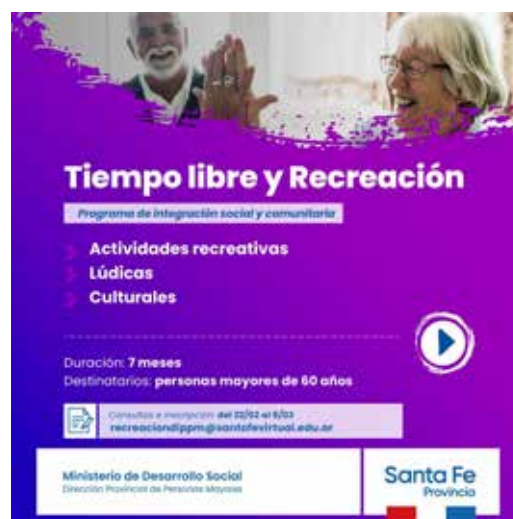 Tiempo libre y Recreación
Programa de integración social y comunitaria
Actividades recreativas
Lúdicas
Culturales
Duración: 7 meses
Destinatarios: personas mayores de 60 años
Consultas e inscripción del 22/02 al 8/03
recreaciondippm@santafevirtual.edu.ar
Ministerio de Desarrollo Social
Dirección Provincial de Personas Mayores
Santa Fe
Provincia